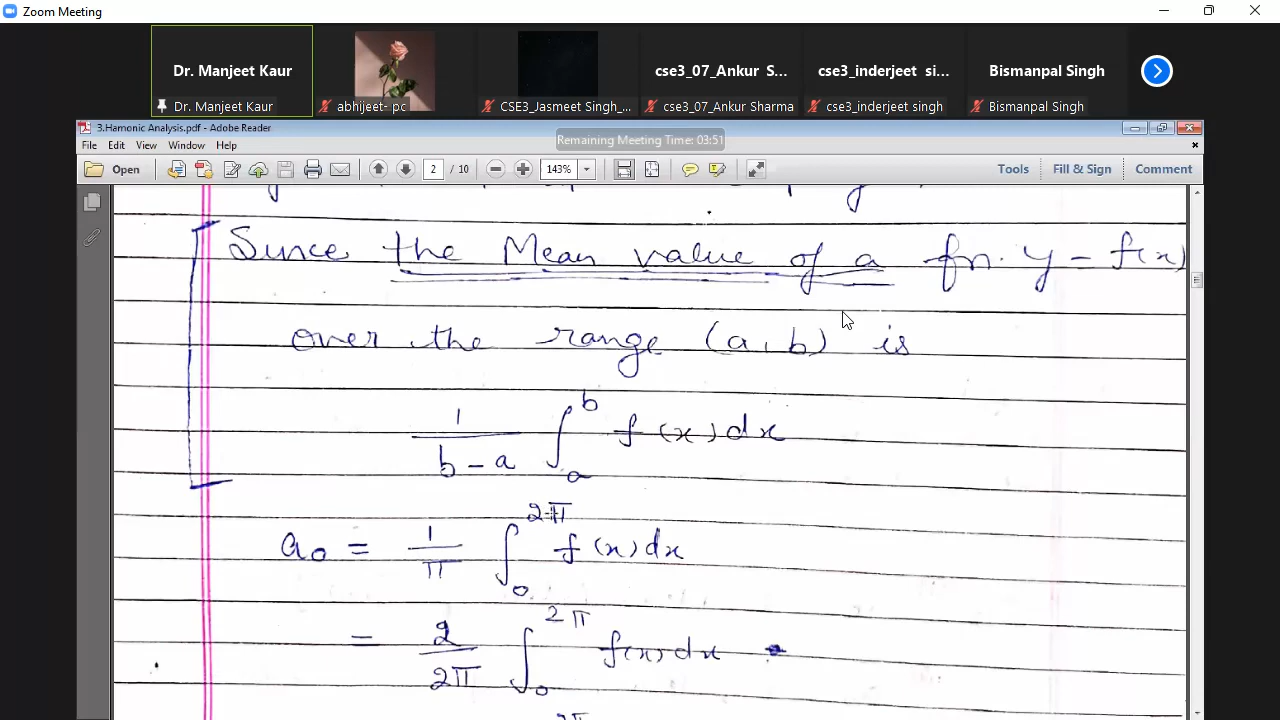 Zoom Meeting
Dr. Manjeet Kaur
cse3_07_Ankur S...
cse3_inderjeet si...
Bismanpal Singh
Dr. Manjeet Kaur
abhijeet- pc
CSE3_Jasmeet Singh_...
cse3_07_Ankur Sharma
cse3_inderjeet singh
Bismanpal Singh
3.Hamonic Analysis.pdf - Adobe Reader
Remaining Meeting Time: 03:51
File Edit View Window Help
Open 2 / 10 143% Tools Fill & Sign Comment
Since the Mean value of a fn. y = f(x)
over the range (a, b) is
1/(b-a) ∫_a^b f(x) dx
a₀ = 1/π ∫_0^2π f(x) dx
= 2/2π ∫_0^2π f(x) dx
2π